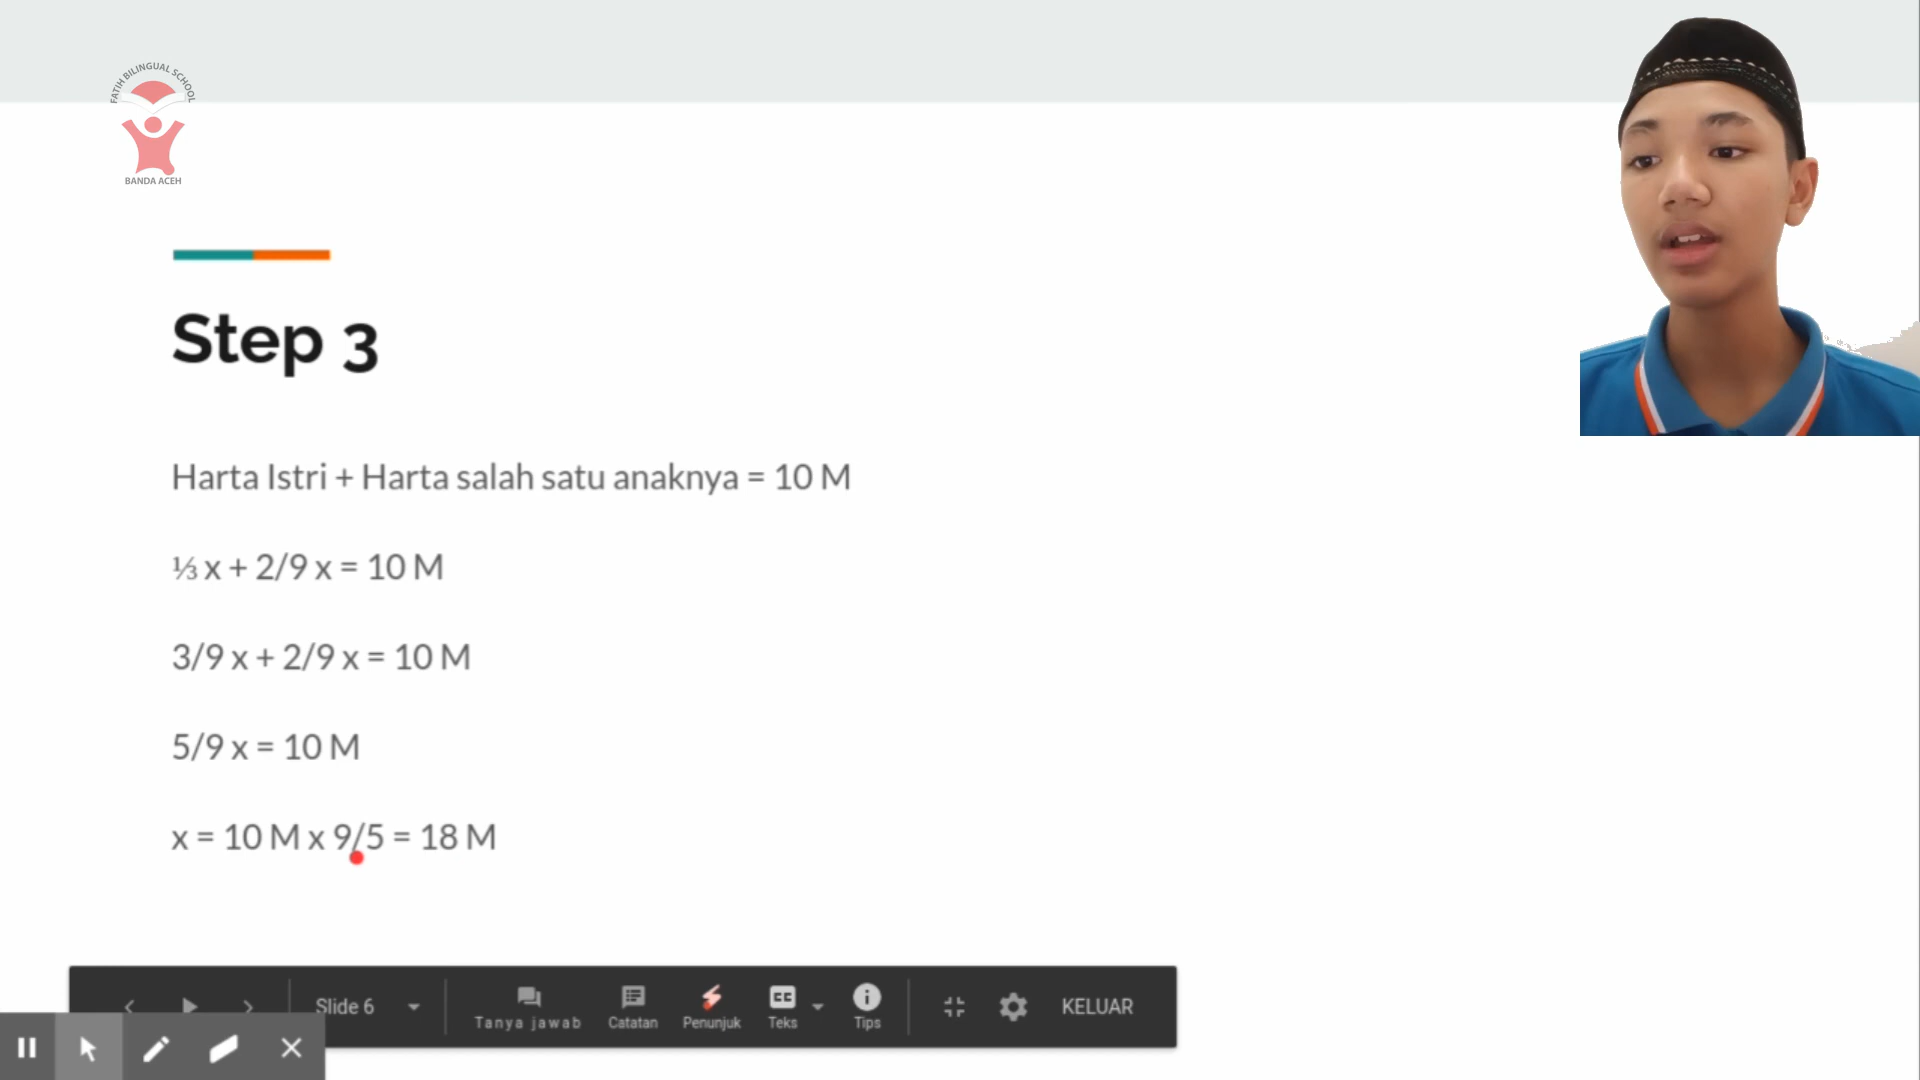 FATIH BILINGUAL SCHOOL
BANDA ACEH
Step 3
Harta Istri + Harta salah satu anaknya = 10 M
⅓ x + 2/9 x = 10 M
3/9 x + 2/9 x = 10 M
5/9 x = 10 M
x = 10 M x 9/5 = 18 M
Slide 6
Tanya jawab
Catatan
Penunjuk
CC
Teks
Tips
KELUAR